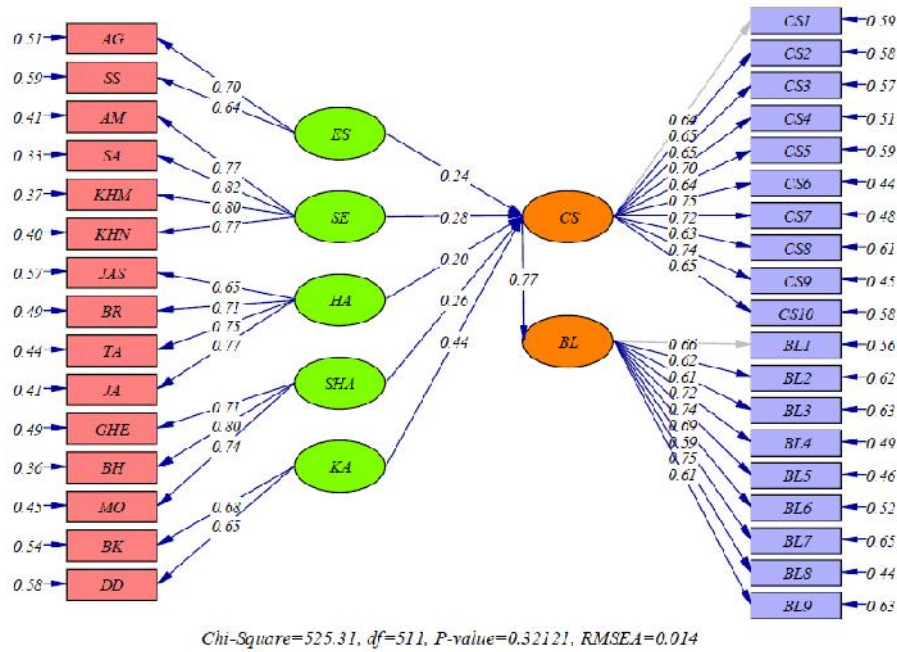 0.51 AG
0.59 SS
0.41 AM
0.33 SA
0.37 KHM
0.40 KHN
0.57 JAS
0.49 BR
0.44 TA
0.41 JA
0.49 GHE
0.36 BH
0.45 MO
0.54 BK
0.58 DD
0.70
0.64
0.77
0.82
0.80
0.77
0.65
0.71
0.75
0.77
0.71
0.80
0.74
0.68
0.65
ES
SE
HA
SHA
KA
0.24
0.28
0.20
0.26
0.44
CS
0.77
BL
0.64
0.65
0.65
0.70
0.64
0.75
0.72
0.63
0.74
0.65
0.66
0.62
0.61
0.72
0.74
0.69
0.59
0.75
0.61
CS1 0.59
CS2 0.58
CS3 0.57
CS4 0.51
CS5 0.59
CS6 0.44
CS7 0.48
CS8 0.61
CS9 0.45
CS10 0.58
BL1 0.56
BL2 0.62
BL3 0.63
BL4 0.49
BL5 0.46
BL6 0.52
BL7 0.65
BL8 0.44
BL9 0.63
Chi-Square=525.31, df=511, P-value=0.32121, RMSEA=0.014